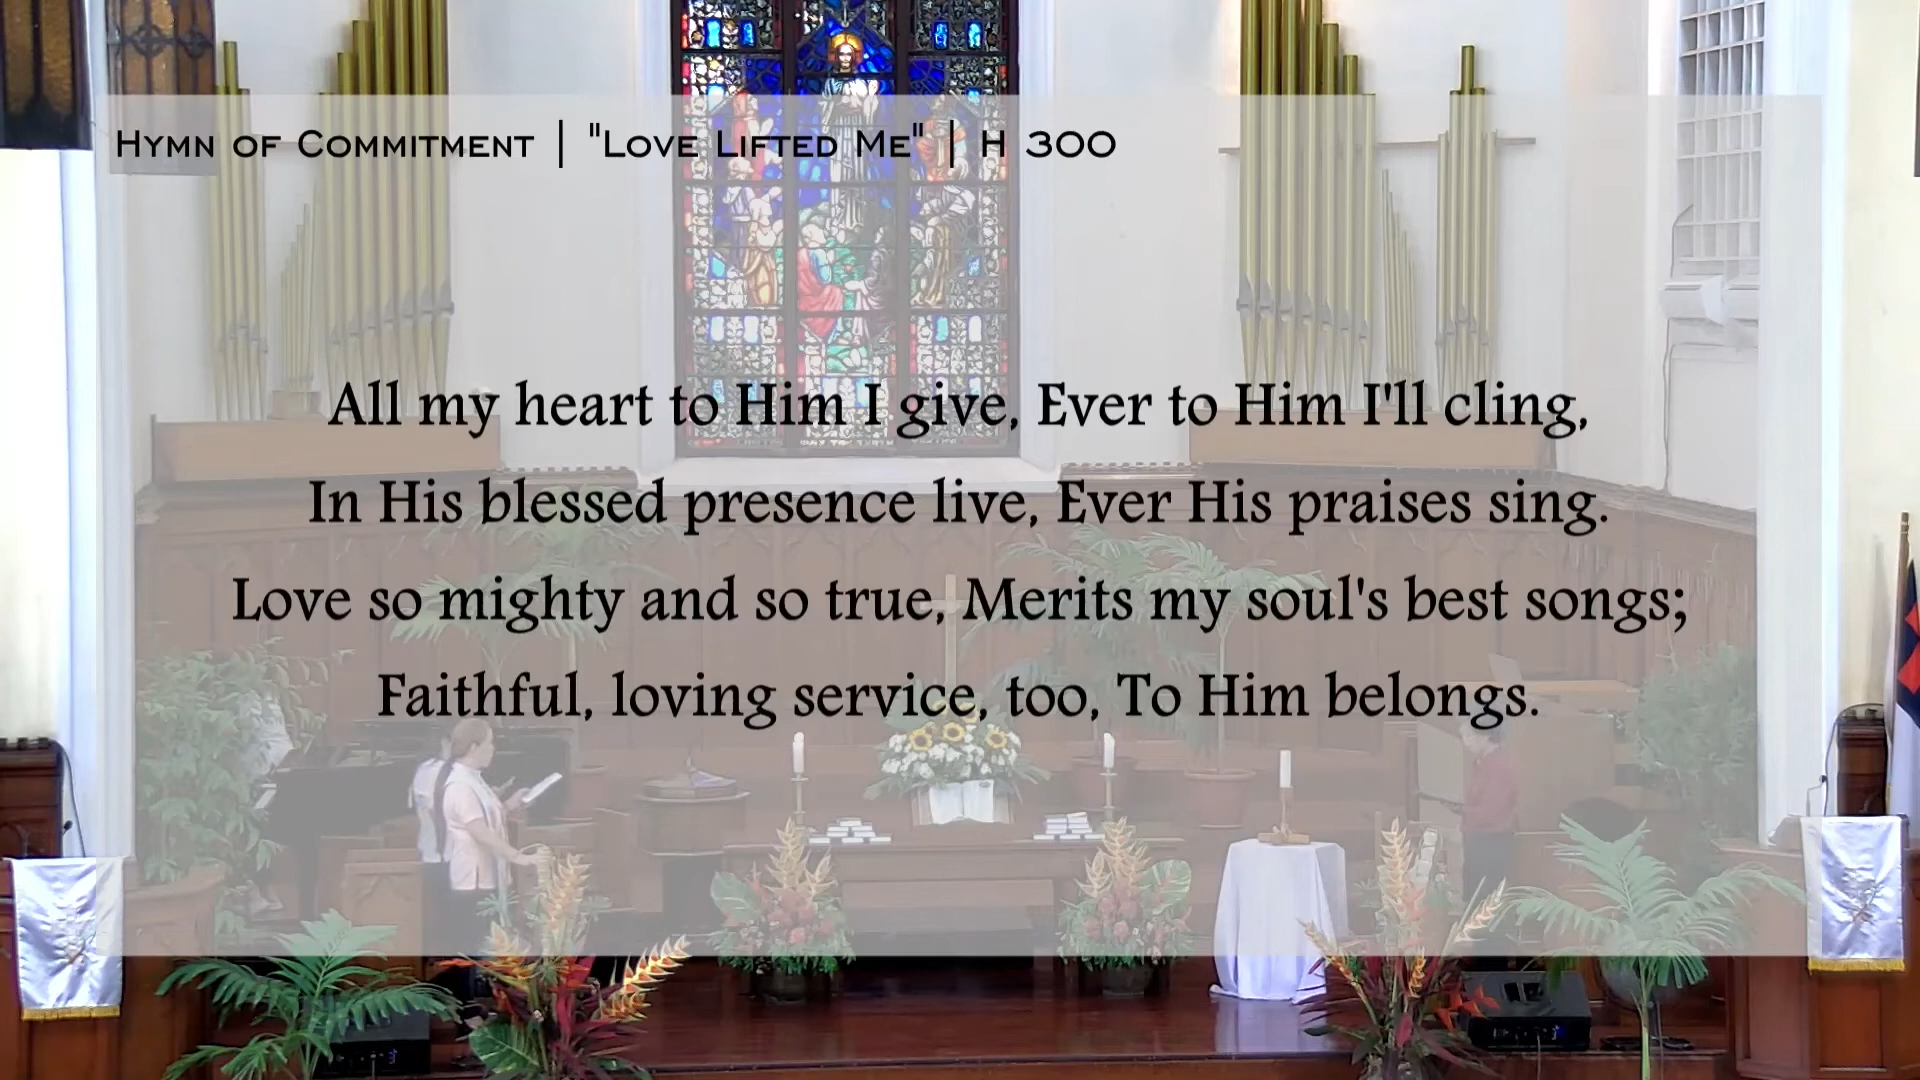 Hymn of Commitment | "Love Lifted Me" | H 300
All my heart to Him I give, Ever to Him I'll cling,
In His blessed presence live, Ever His praises sing.
Love so mighty and so true, Merits my soul's best songs;
Faithful, loving service, too, To Him belongs.